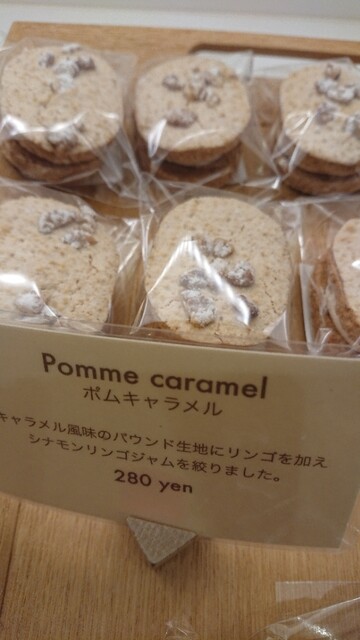 Pomme caramel
ポムキャラメル
キャラメル風味のパウンド生地にリンゴを加え
シナモンリンゴジャムを絞りました。
280 yen